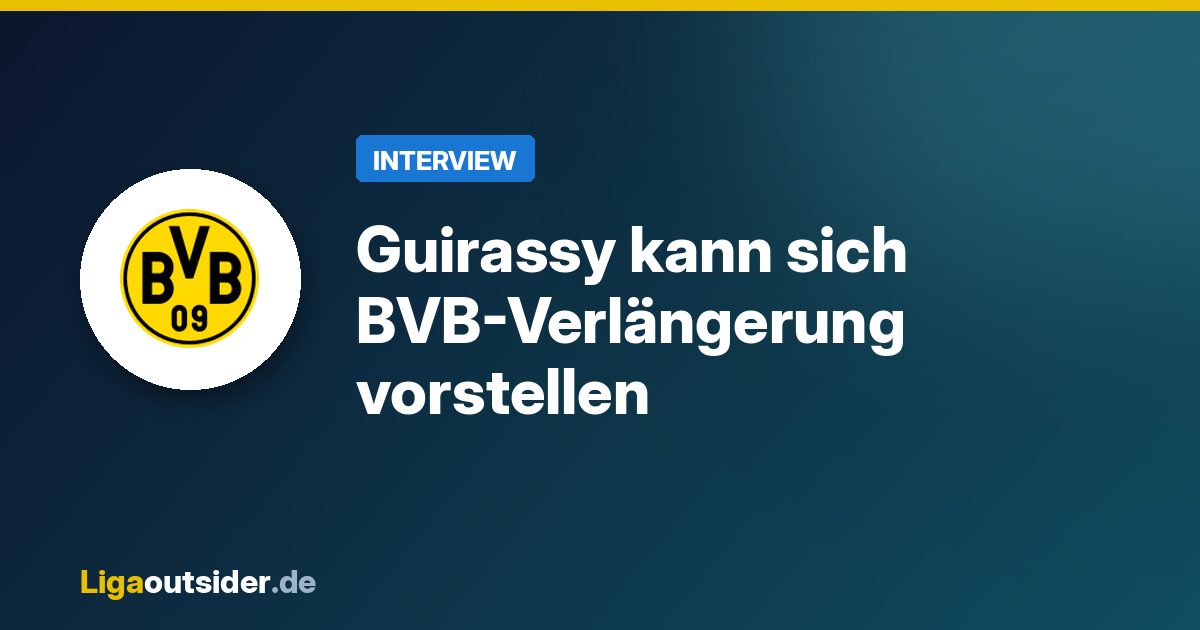 INTERVIEW
Guirassy kann sich
BVB-Verlängerung
vorstellen
BVB
09
Ligaoutsider.de